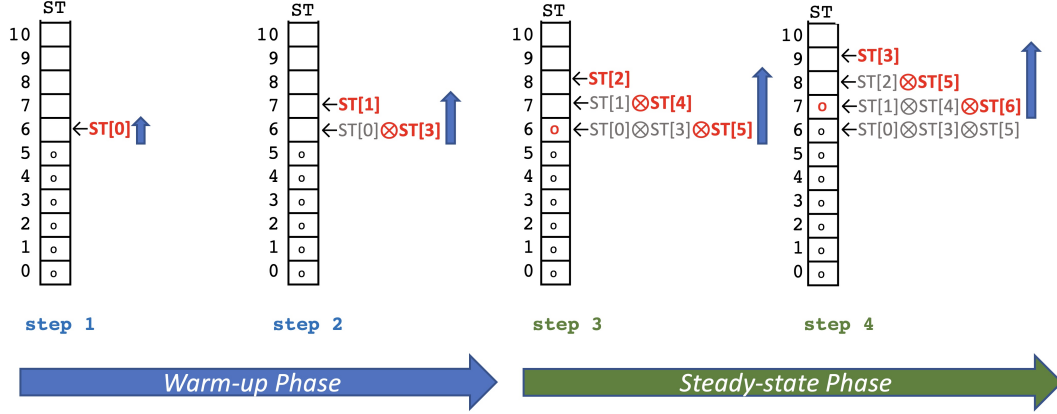 ST
10
9
8
7
6 ←ST[0]
5 o
4 o
3 o
2 o
1 o
0 o
step 1
ST
10
9
8
7 ←ST[1]
6 ←ST[0]⊗ST[3]
5 o
4 o
3 o
2 o
1 o
0 o
step 2
ST
10
9
8 ←ST[2]
7 ←ST[1]⊗ST[4]
6 o ←ST[0]⊗ST[3]⊗ST[5]
5 o
4 o
3 o
2 o
1 o
0 o
step 3
ST
10
9 ←ST[3]
8 ←ST[2]⊗ST[5]
7 o ←ST[1]⊗ST[4]⊗ST[6]
6 o ←ST[0]⊗ST[3]⊗ST[5]
5 o
4 o
3 o
2 o
1 o
0 o
step 4
Warm-up Phase
Steady-state Phase